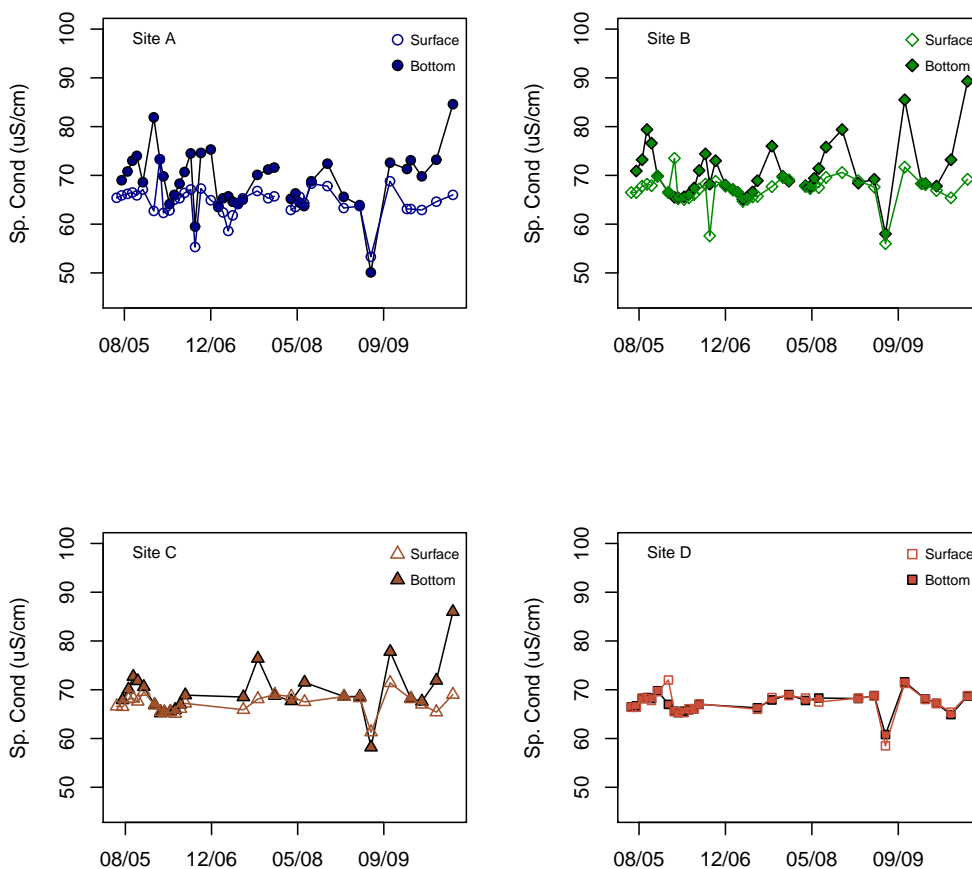 Site A
Surface
Bottom
Sp. Cond (uS/cm)
100
90
80
70
60
50
08/05
12/06
05/08
09/09
Site B
Surface
Bottom
Sp. Cond (uS/cm)
100
90
80
70
60
50
08/05
12/06
05/08
09/09
Site C
Surface
Bottom
Sp. Cond (uS/cm)
100
90
80
70
60
50
08/05
12/06
05/08
09/09
Site D
Surface
Bottom
Sp. Cond (uS/cm)
100
90
80
70
60
50
08/05
12/06
05/08
09/09